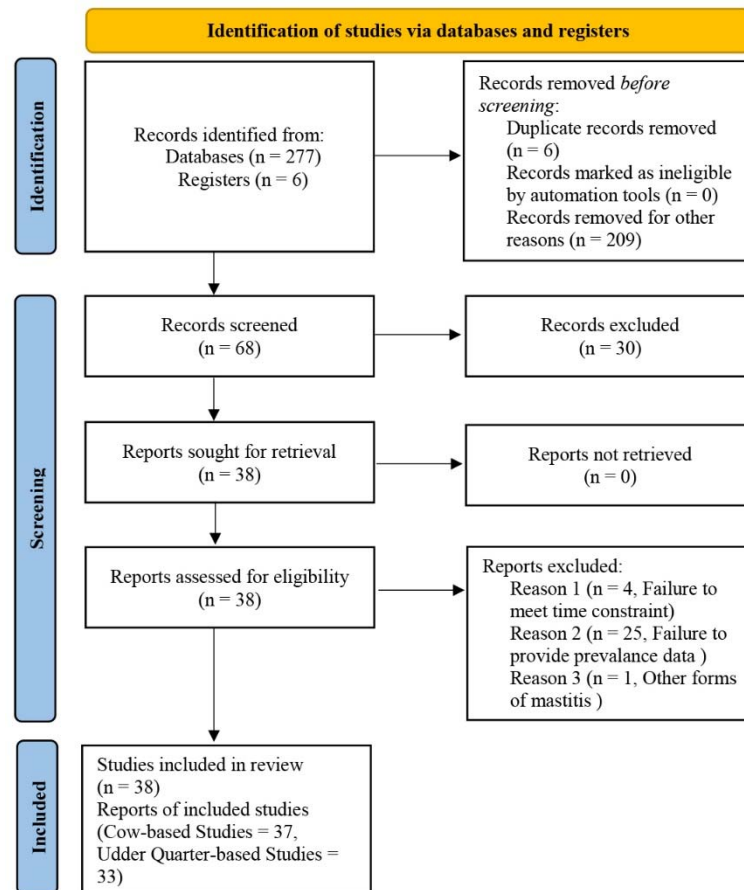 Identification of studies via databases and registers
Identification
Records identified from:
Databases (n = 277)
Registers (n = 6)
Records removed before
screening:
Duplicate records removed
(n = 6)
Records marked as ineligible
by automation tools (n = 0)
Records removed for other
reasons (n = 209)
Screening
Records screened
(n = 68)
Records excluded
(n = 30)
Reports sought for retrieval
(n = 38)
Reports not retrieved
(n = 0)
Reports assessed for eligibility
(n = 38)
Reports excluded:
Reason 1 (n = 4, Failure to
meet time constraint)
Reason 2 (n = 25, Failure to
provide prevalance data )
Reason 3 (n = 1, Other forms
of mastitis )
Included
Studies included in review
(n = 38)
Reports of included studies
(Cow-based Studies = 37,
Udder Quarter-based Studies =
33)